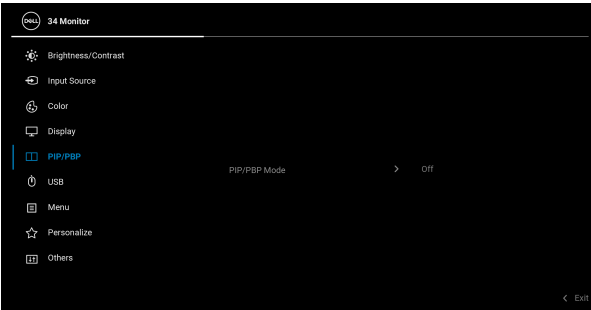 DELL 34 Monitor
Brightness/Contrast
Input Source
Color
Display
PIP/PBP
PIP/PBP Mode > Off
USB
Menu
Personalize
Others
< Exit